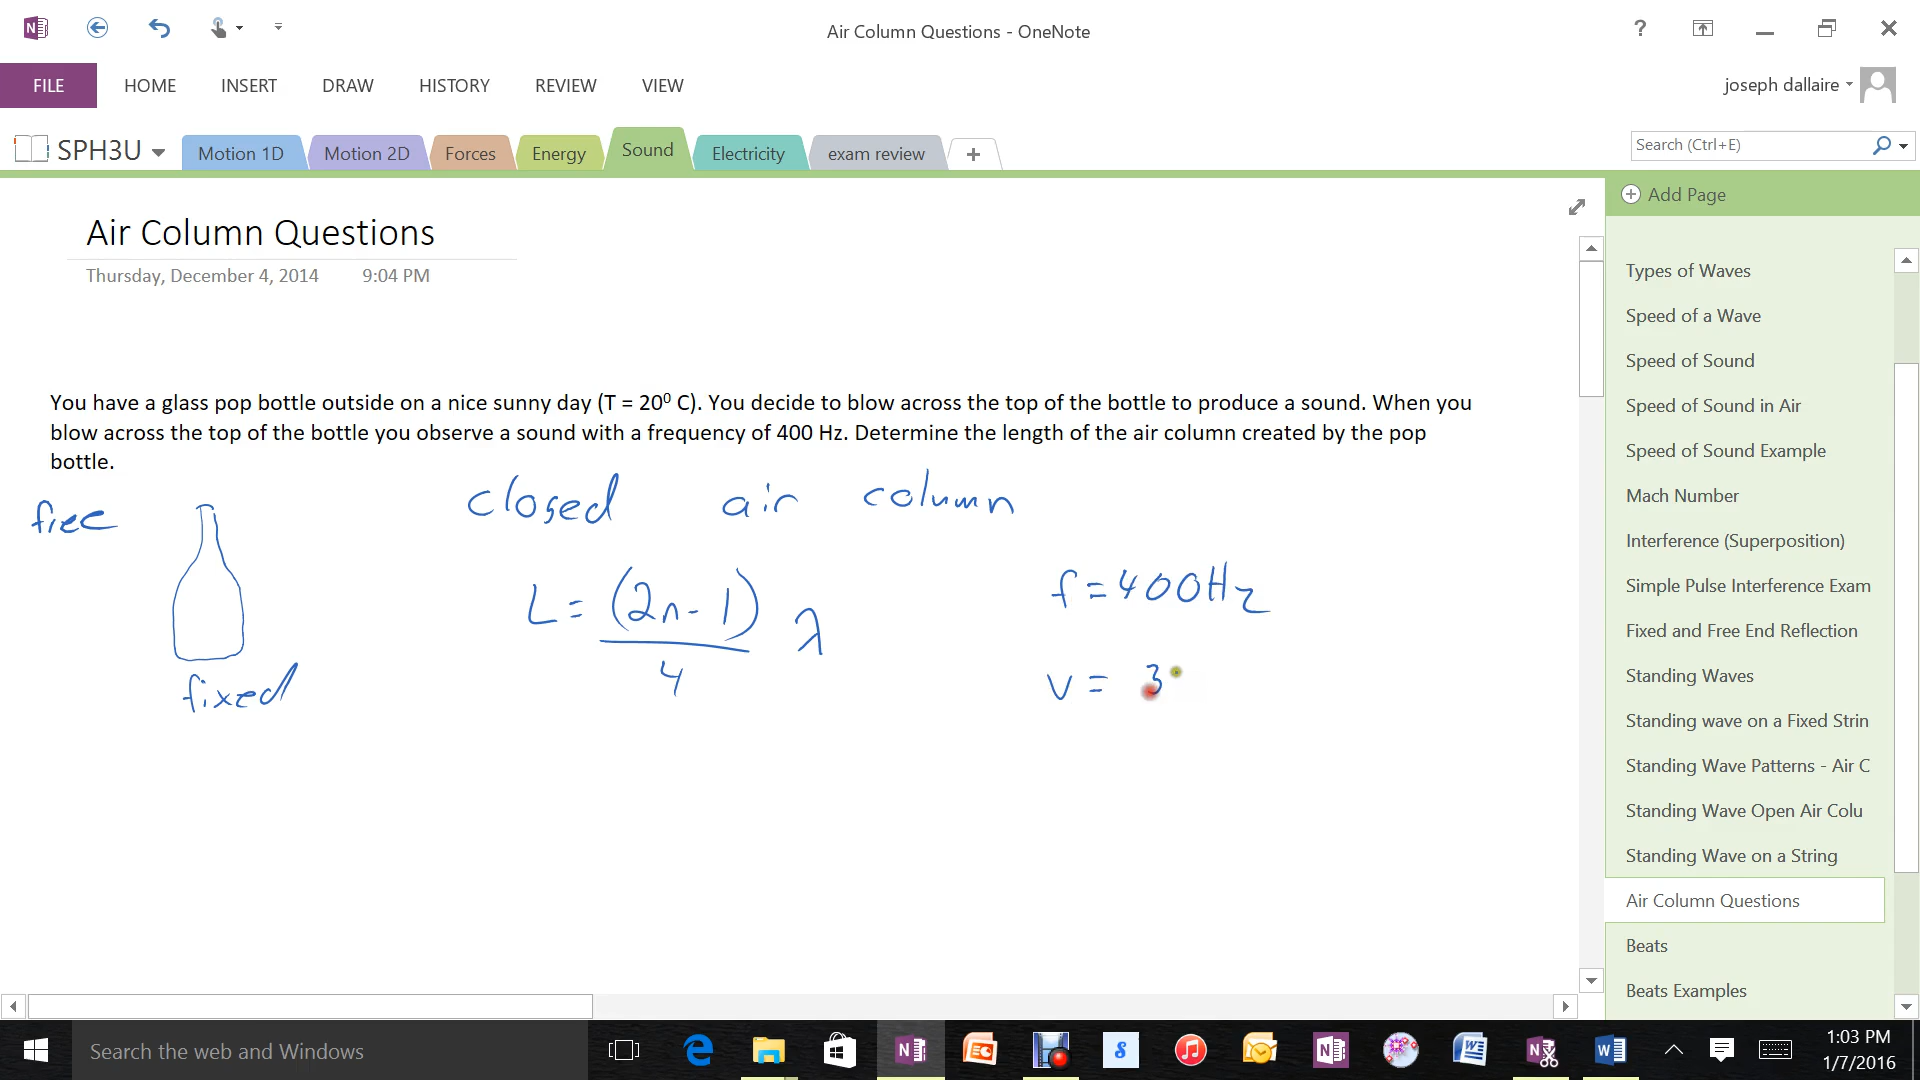 Air Column Questions - OneNote
?
FILE HOME INSERT DRAW HISTORY REVIEW VIEW
joseph dallaire
SPH3U Motion 1D Motion 2D Forces Energy Sound Electricity exam review +
Search (Ctrl+E)
Add Page
Air Column Questions
Thursday, December 4, 2014 9:04 PM
You have a glass pop bottle outside on a nice sunny day (T = 20⁰ C). You decide to blow across the top of the bottle to produce a sound. When you
blow across the top of the bottle you observe a sound with a frequency of 400 Hz. Determine the length of the air column created by the pop
bottle.
free
closed air column
L = (2n-1)/4 λ
f = 400Hz
v = 3
fixed
Types of Waves
Speed of a Wave
Speed of Sound
Speed of Sound in Air
Speed of Sound Example
Mach Number
Interference (Superposition)
Simple Pulse Interference Exam
Fixed and Free End Reflection
Standing Waves
Standing wave on a Fixed Strin
Standing Wave Patterns - Air C
Standing Wave Open Air Colu
Standing Wave on a String
Air Column Questions
Beats
Beats Examples
Search the web and Windows
1:03 PM
1/7/2016